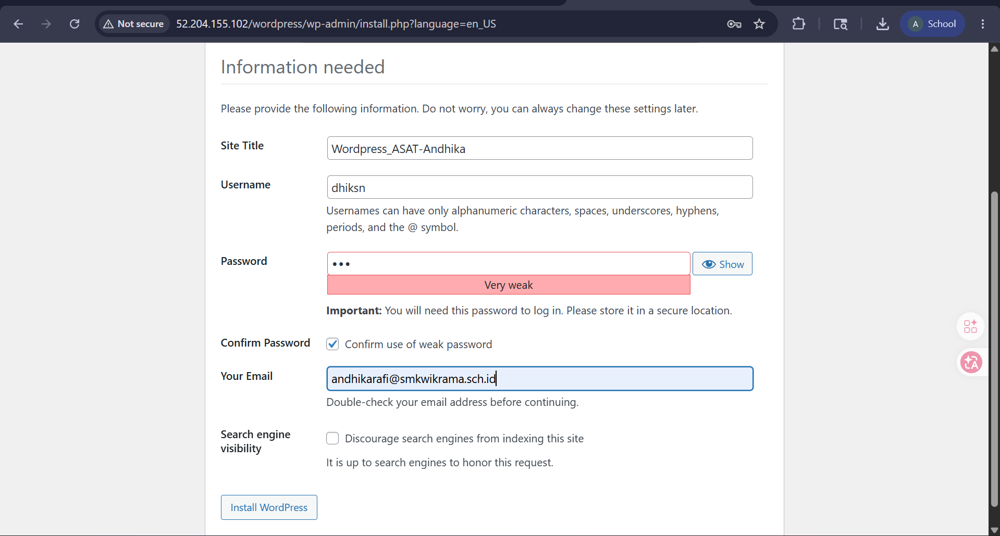 Not secure
52.204.155.102/wordpress/wp-admin/install.php?language=en_US
A School
Information needed
Please provide the following information. Do not worry, you can always change these settings later.
Site Title
Wordpress_ASAT-Andhika
Username
dhiksn
Usernames can have only alphanumeric characters, spaces, underscores, hyphens,
periods, and the @ symbol.
Password
•••
Show
Very weak
Important: You will need this password to log in. Please store it in a secure location.
Confirm Password
Confirm use of weak password
Your Email
andhikarafi@smkwikrama.sch.id
Double-check your email address before continuing.
Search engine
visibility
Discourage search engines from indexing this site
It is up to search engines to honor this request.
Install WordPress